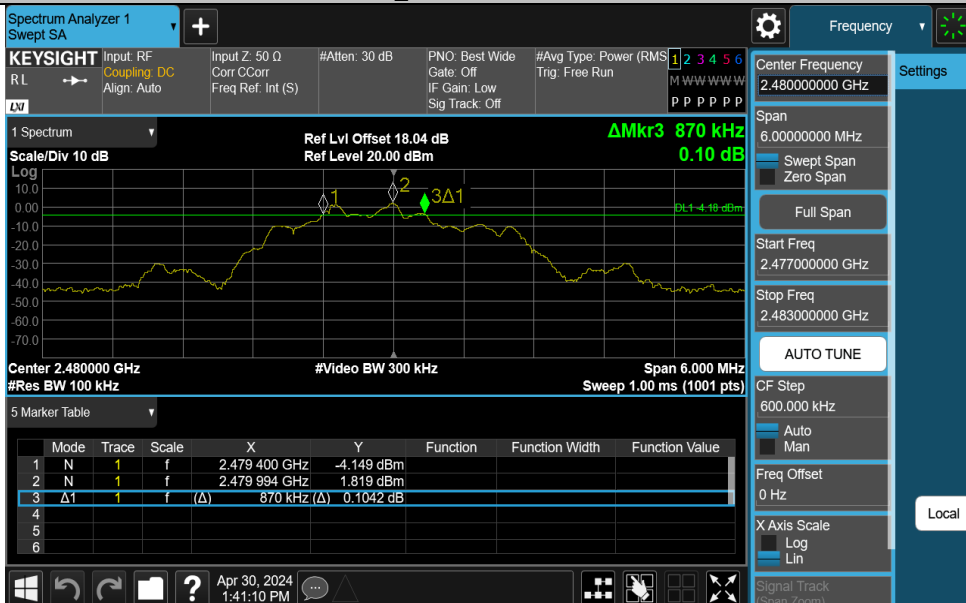 Spectrum Analyzer 1
Swept SA
+
Frequency
KEYSIGHT
RL
LXI
Input: RF
Coupling: DC
Align: Auto
Input Z: 50 Ω
Corr CCorr
Freq Ref: Int (S)
#Atten: 30 dB
PNO: Best Wide
Gate: Off
IF Gain: Low
Sig Track: Off
#Avg Type: Power (RMS
Trig: Free Run
1 2 3 4 5 6
M W W W W W
P P P P P P
1 Spectrum
Scale/Div 10 dB
Ref Lvl Offset 18.04 dB
Ref Level 20.00 dBm
ΔMkr3 870 kHz
0.10 dB
Log
10.0
0.00
-10.0
-20.0
-30.0
-40.0
-50.0
-60.0
-70.0
1
2
3Δ1
DL1 -4.18 dBm
Center 2.480000 GHz
#Res BW 100 kHz
#Video BW 300 kHz
Span 6.000 MHz
Sweep 1.00 ms (1001 pts)
5 Marker Table
Mode Trace Scale X Y Function Function Width Function Value
1 N 1 f 2.479 400 GHz -4.149 dBm
2 N 1 f 2.479 994 GHz 1.819 dBm
3 Δ1 1 f (Δ) 870 kHz (Δ) 0.1042 dB
4
5
6
?
Apr 30, 2024
1:41:10 PM
Center Frequency
2.480000000 GHz
Span
6.00000000 MHz
Swept Span
Zero Span
Full Span
Start Freq
2.477000000 GHz
Stop Freq
2.483000000 GHz
AUTO TUNE
CF Step
600.000 kHz
Auto
Man
Freq Offset
0 Hz
X Axis Scale
Log
Lin
Signal Track
(Span Zoom)
Settings
Local